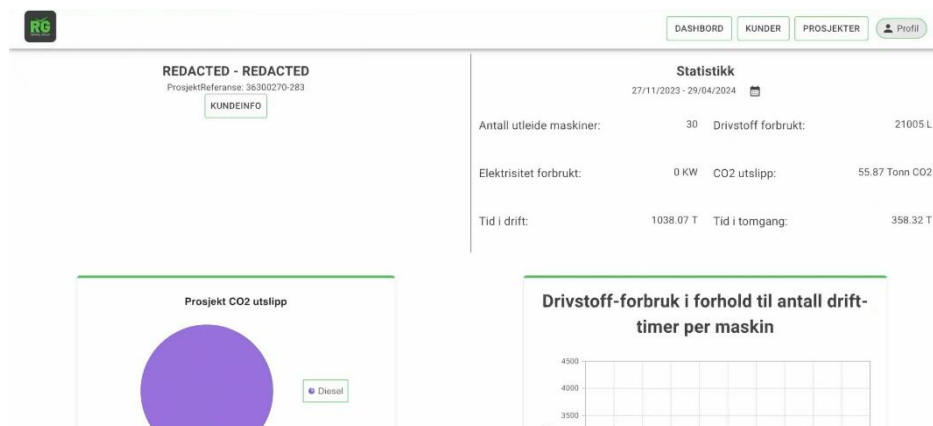 RG
DASHBORD KUNDER PROSJEKTER Profil
REDACTED - REDACTED
ProsjektReferanse: 36300270-283
KUNDEINFO
Statistikk
27/11/2023 - 29/04/2024
Antall utleide maskiner: 30 Drivstoff forbrukt: 21005 L
Elektrisitet forbrukt: 0 KW CO2 utslipp: 55.87 Tonn CO2
Tid i drift: 1038.07 T Tid i tomgang: 358.32 T
Prosjekt CO2 utslipp
Diesel
Drivstoff-forbruk i forhold til antall drift-
timer per maskin
4500
4000
3500